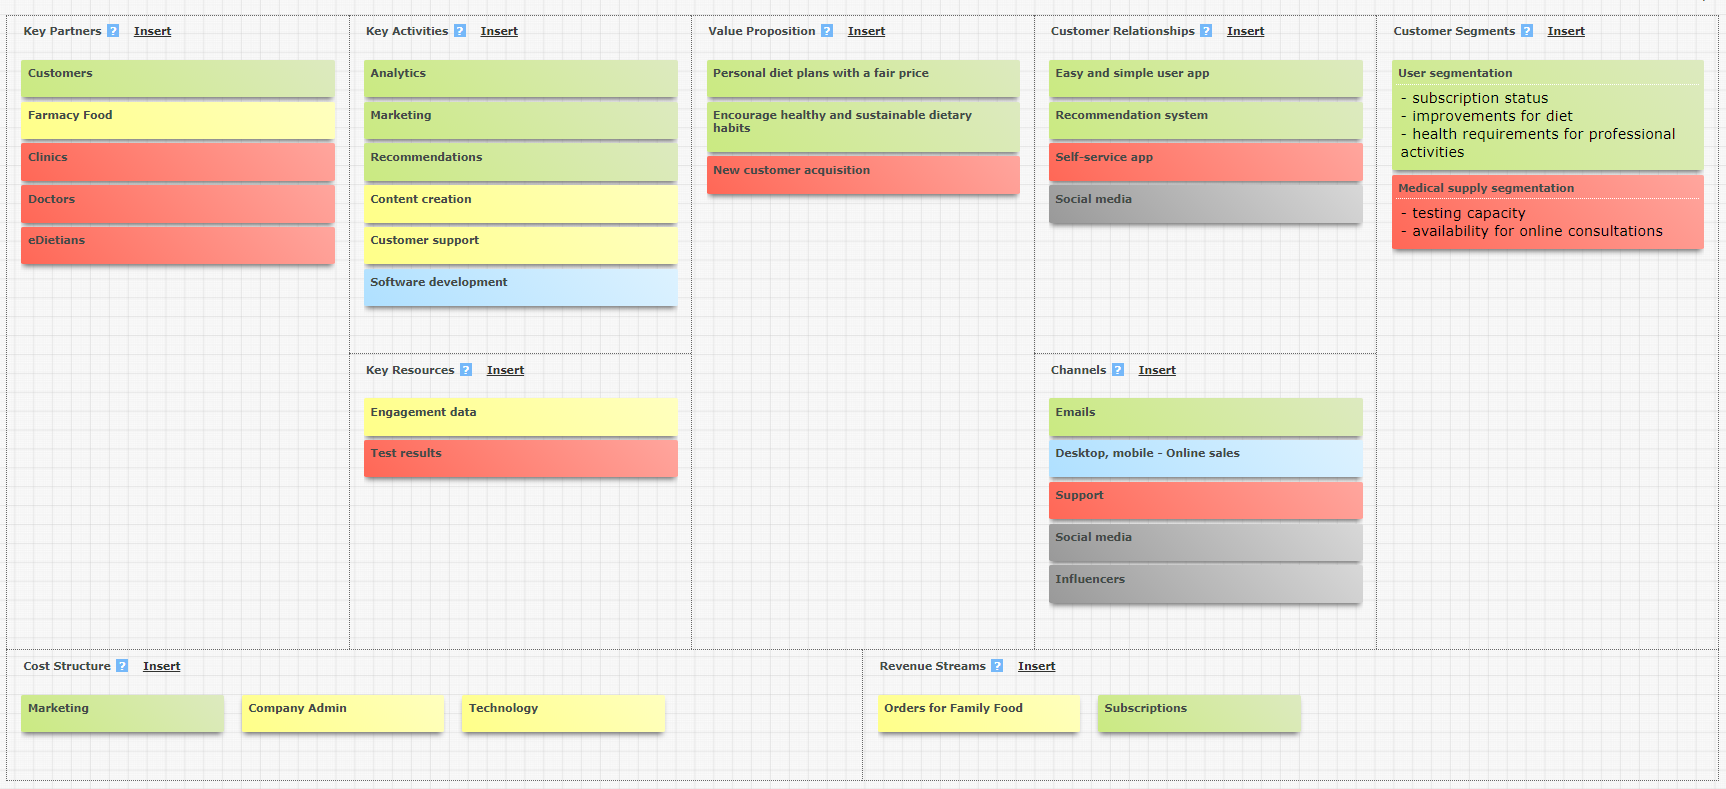 Key Partners ? Insert
Customers
Farmacy Food
Clinics
Doctors
eDietians
Key Activities ? Insert
Analytics
Marketing
Recommendations
Content creation
Customer support
Software development
Key Resources ? Insert
Engagement data
Test results
Value Proposition ? Insert
Personal diet plans with a fair price
Encourage healthy and sustainable dietary
habits
New customer acquisition
Customer Relationships ? Insert
Easy and simple user app
Recommendation system
Self-service app
Social media
Channels ? Insert
Emails
Desktop, mobile - Online sales
Support
Social media
Influencers
Customer Segments ? Insert
User segmentation
- subscription status
- improvements for diet
- health requirements for professional
activities
Medical supply segmentation
- testing capacity
- availability for online consultations
Cost Structure ? Insert
Marketing
Company Admin
Technology
Revenue Streams ? Insert
Orders for Family Food
Subscriptions